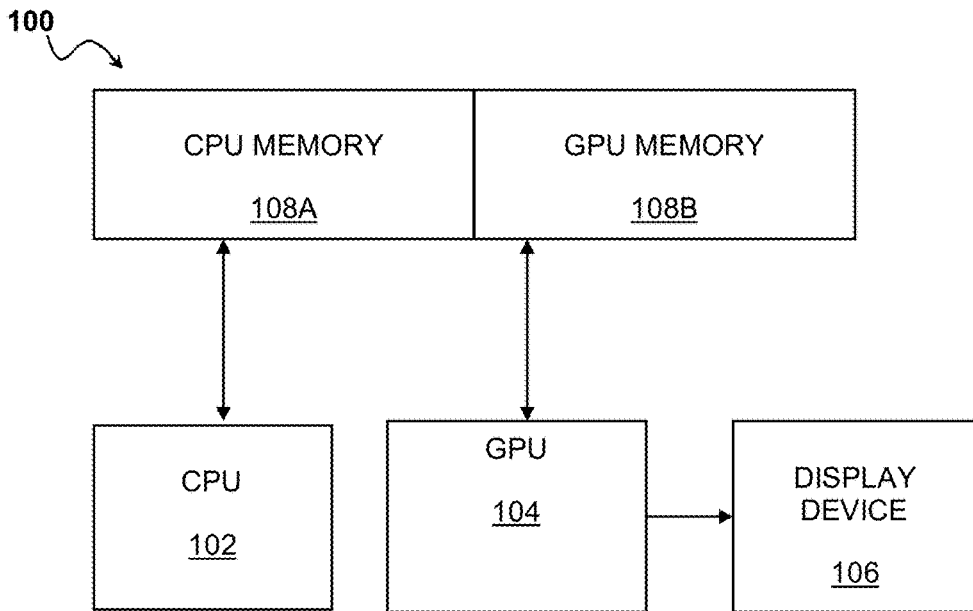 100
CPU MEMORY
108A
GPU MEMORY
108B
CPU
102
GPU
104
DISPLAY
DEVICE
106